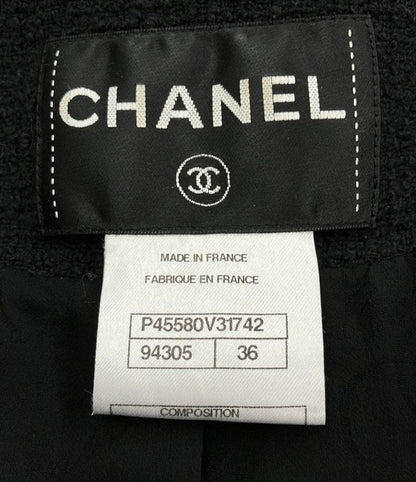 CHANEL
MADE IN FRANCE
FABRIQUE EN FRANCE
P45580V31742
94305 36
COMPOSITION